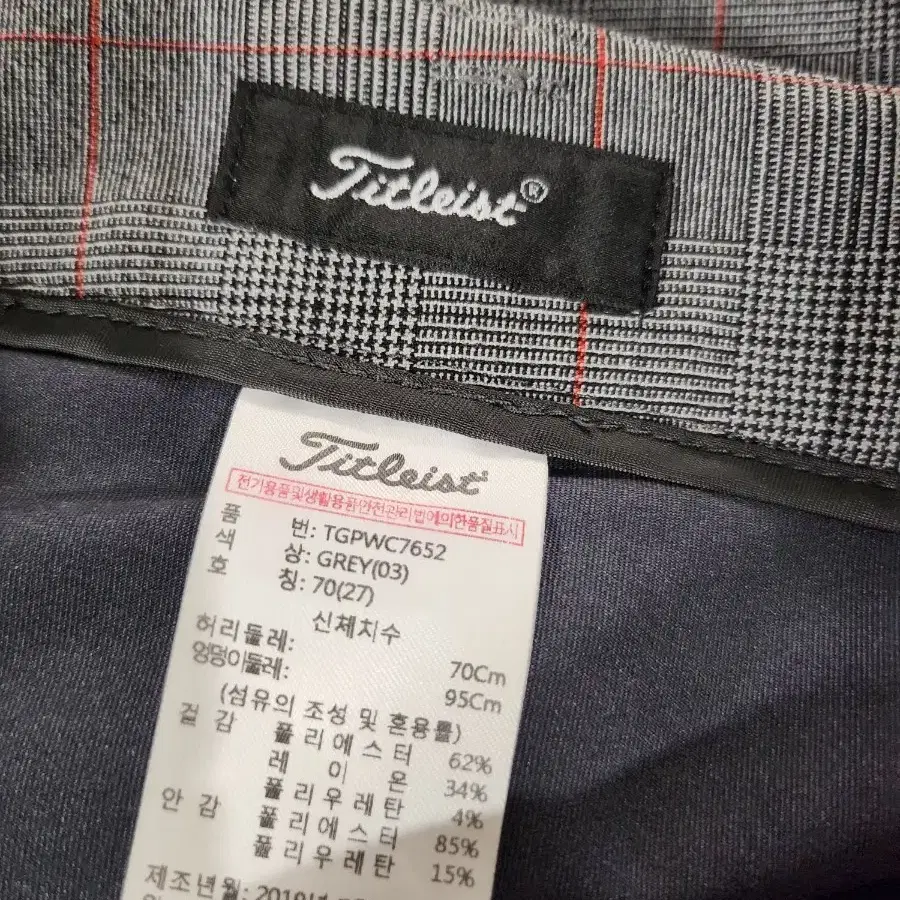 Titleist®
Titleist
전기용품및생활용품안전관리법에의한품질표시
품 번: TGPWC7652
색 상: GREY(03)
호 칭: 70(27)
신체치수
허리둘레: 70Cm
엉덩이둘레: 95Cm
(섬유의 조성 및 혼용률)
겉 감 폴리에스터 62%
레 이 온 34%
폴리우레탄 4%
안 감 폴리에스터 85%
폴리우레탄 15%
제조년월: